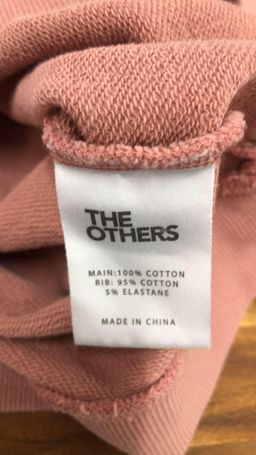 THE
OTHERS
MAIN:100% COTTON
RIB: 95% COTTON
5% ELASTANE
MADE IN CHINA